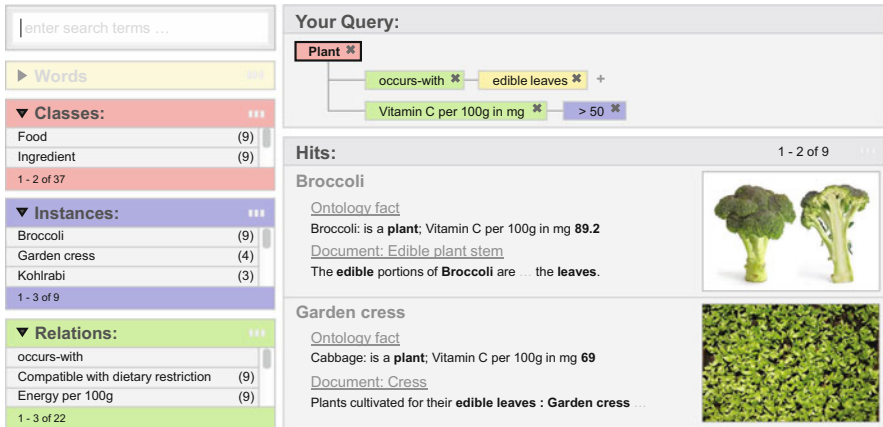 enter search terms …
Words
Classes:
Food (9)
Ingredient (9)
1 - 2 of 37
Instances:
Broccoli (9)
Garden cress (4)
Kohlrabi (3)
1 - 3 of 9
Relations:
occurs-with
Compatible with dietary restriction (9)
Energy per 100g (9)
1 - 3 of 22
Your Query:
Plant ✖
occurs-with ✖ edible leaves ✖ +
Vitamin C per 100g in mg ✖ > 50 ✖
Hits: 1 - 2 of 9
Broccoli
Ontology fact
Broccoli: is a plant; Vitamin C per 100g in mg 89.2
Document: Edible plant stem
The edible portions of Broccoli are … the leaves.
Garden cress
Ontology fact
Cabbage: is a plant; Vitamin C per 100g in mg 69
Document: Cress
Plants cultivated for their edible leaves : Garden cress …